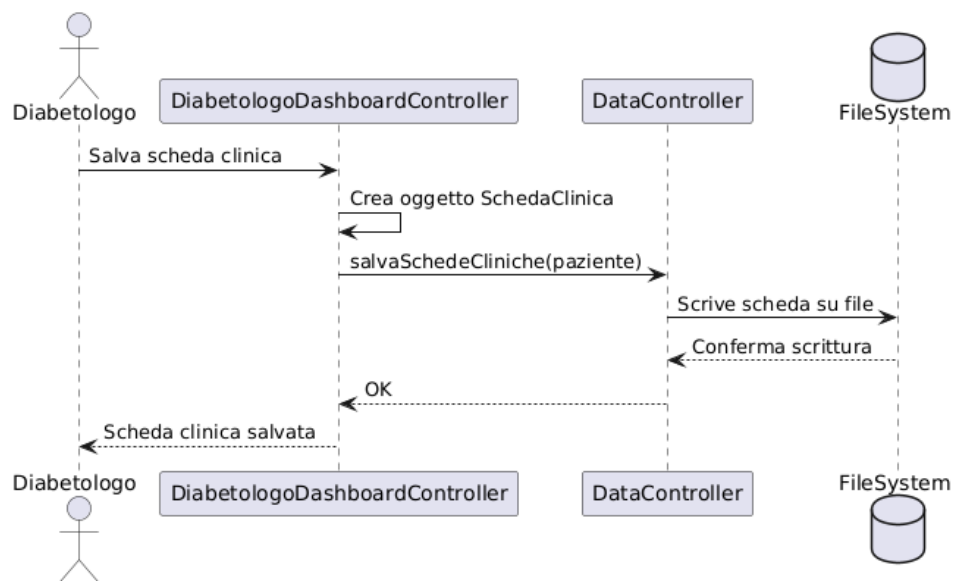 Diabetologo
DiabetologoDashboardController
DataController
FileSystem
Salva scheda clinica
Crea oggetto SchedaClinica
salvaSchedeCliniche(paziente)
Scrive scheda su file
Conferma scrittura
OK
Scheda clinica salvata
Diabetologo
DiabetologoDashboardController
DataController
FileSystem